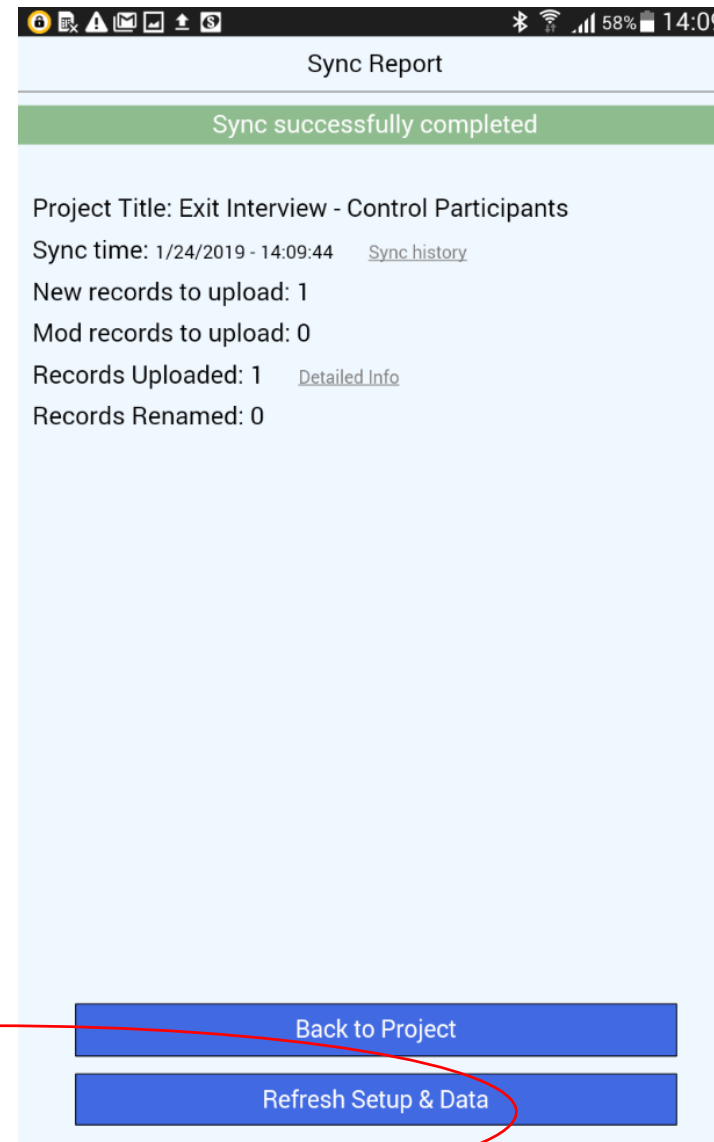 58% 14:09
Sync Report
Sync successfully completed
Project Title: Exit Interview - Control Participants
Sync time: 1/24/2019 - 14:09:44 Sync history
New records to upload: 1
Mod records to upload: 0
Records Uploaded: 1 Detailed Info
Records Renamed: 0
Back to Project
Refresh Setup & Data